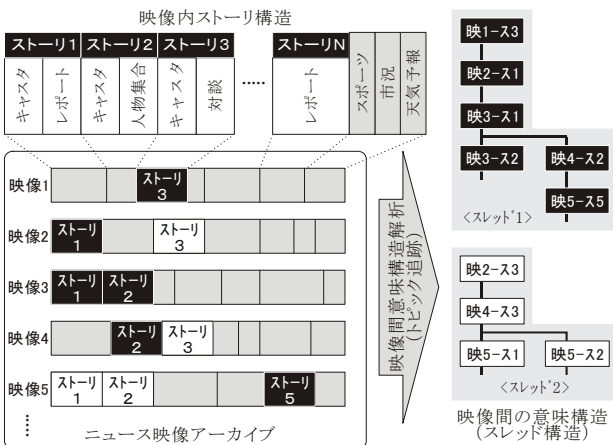 映像内ストーリ構造
ストーリ1 ストーリ2 ストーリ3 ストーリN
キャスタ
レポート
キャスタ
人物集合
キャスタ
対談
・・・・・
レポート
スポーツ
市況
天気予報
映像1
ストーリ
3
映像2
ストーリ
1
ストーリ
3
映像3
ストーリ
1
ストーリ
2
映像4
ストーリ
2
ストーリ
3
映像5
ストーリ
1
ストーリ
2
ストーリ
5
ニュース映像アーカイブ
映像間意味構造解析
(トピック追跡)
映1-ス3
映2-ス1
映3-ス1
映3-ス2 映4-ス2
映5-ス5
<スレッド1>
映2-ス3
映4-ス3
映5-ス1 映5-ス2
<スレッド2>
映像間の意味構造
(スレッド構造)